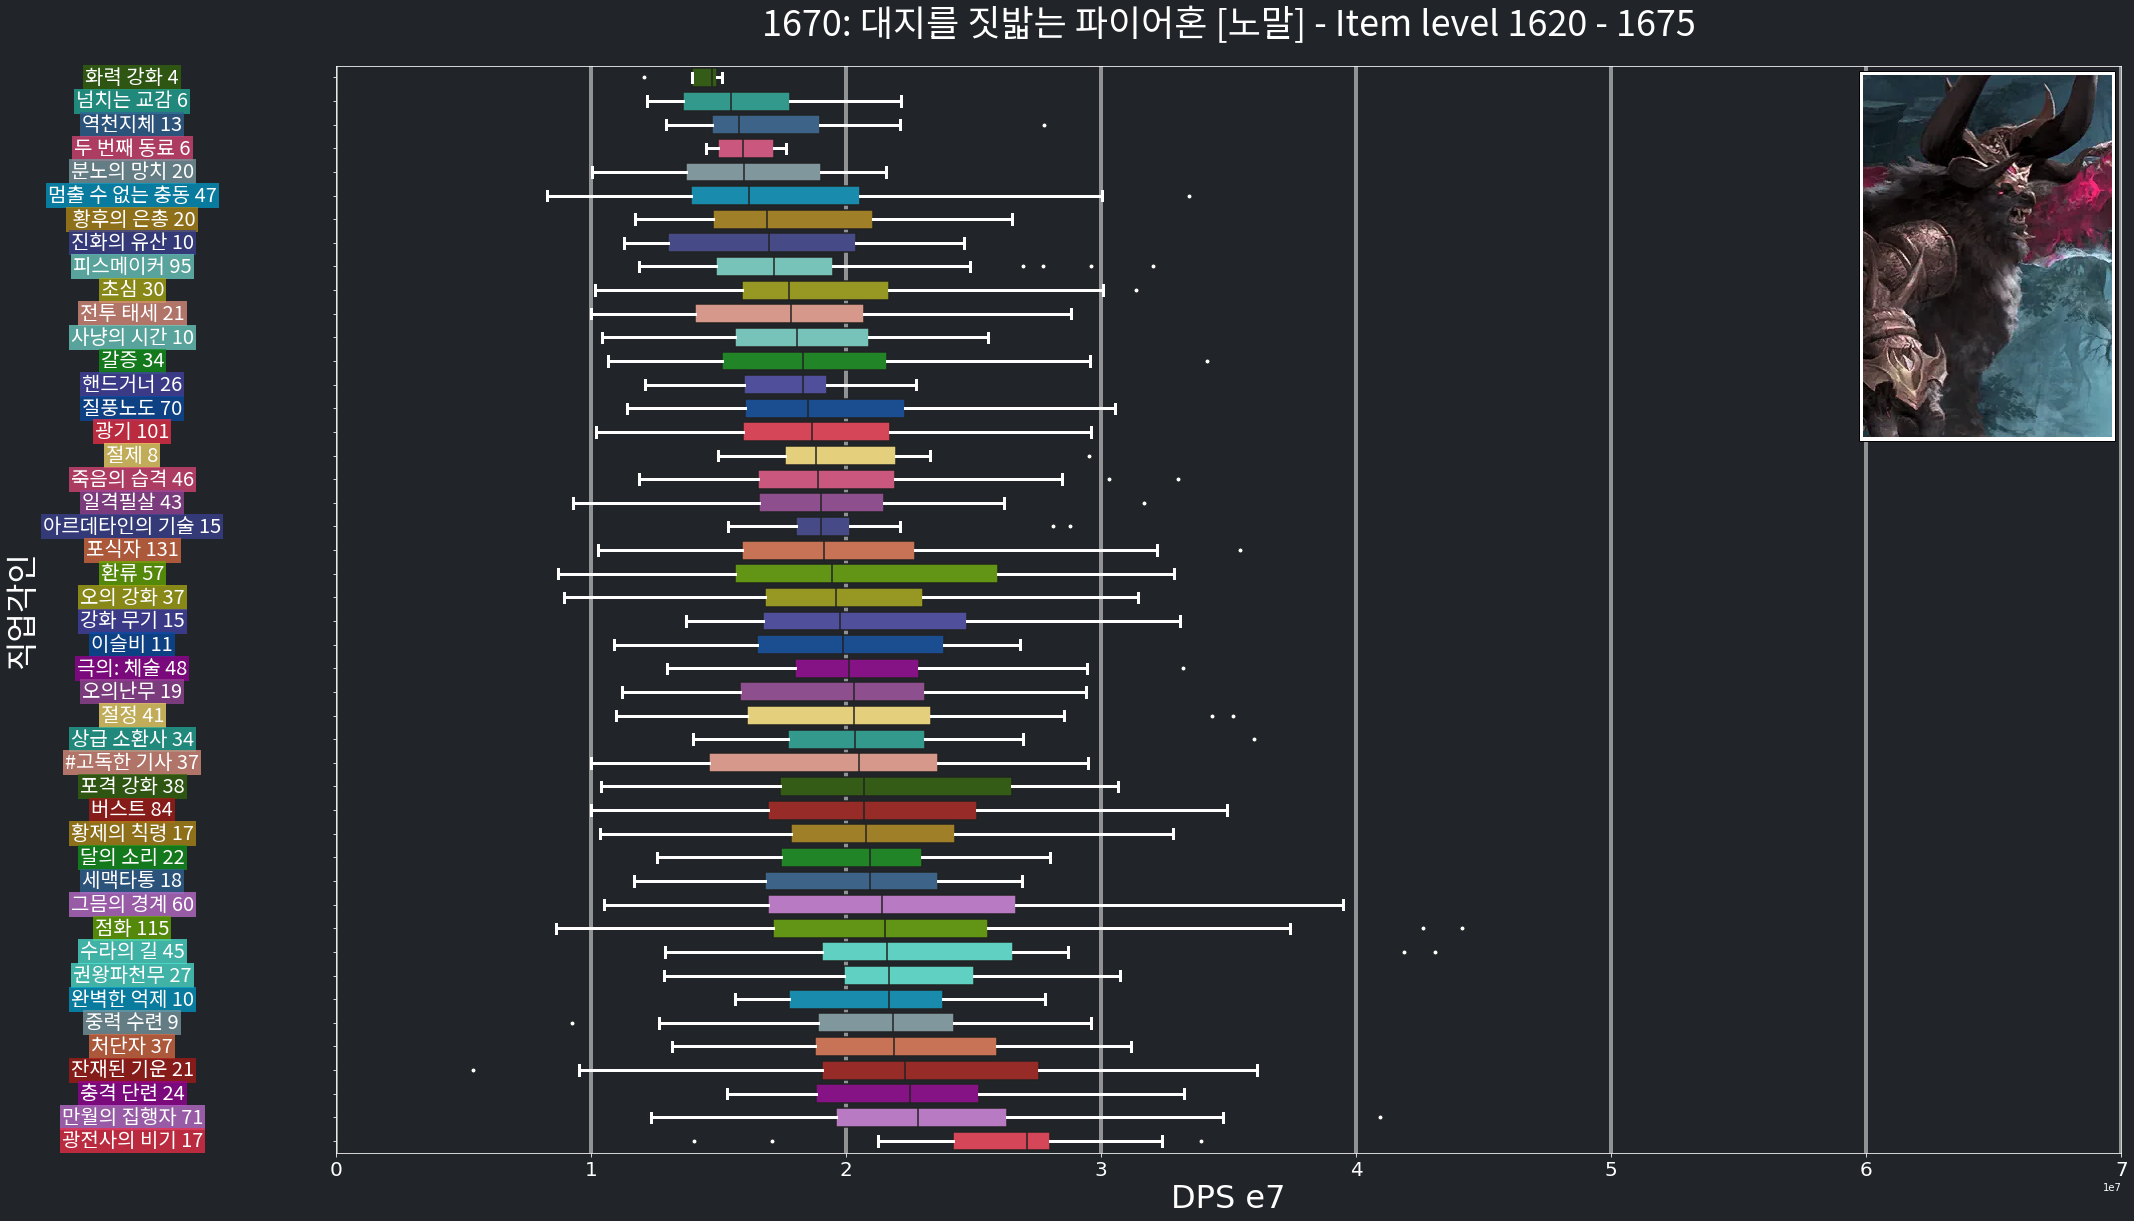 1670: 대지를 짓밟는 파이어혼 [노말] - Item level 1620 - 1675
화력 강화 4
넘치는 교감 6
역천지체 13
두 번째 동료 6
분노의 망치 20
멈출 수 없는 충동 47
황후의 은총 20
진화의 유산 10
피스메이커 95
초심 30
전투 태세 21
사냥의 시간 10
갈증 34
핸드거너 26
질풍노도 70
광기 101
절제 8
죽음의 습격 46
일격필살 43
아르데타인의 기술 15
포식자 131
환류 57
오의 강화 37
강화 무기 15
이슬비 11
극의: 체술 48
오의난무 19
절정 41
상급 소환사 34
#고독한 기사 37
포격 강화 38
버스트 84
황제의 칙령 17
달의 소리 22
세맥타통 18
그믐의 경계 60
점화 115
수라의 길 45
권왕파천무 27
완벽한 억제 10
중력 수련 9
처단자 37
잔재된 기운 21
충격 단련 24
만월의 집행자 71
광전사의 비기 17
직업각인
0 1 2 3 4 5 6 7
1e7
DPS e7